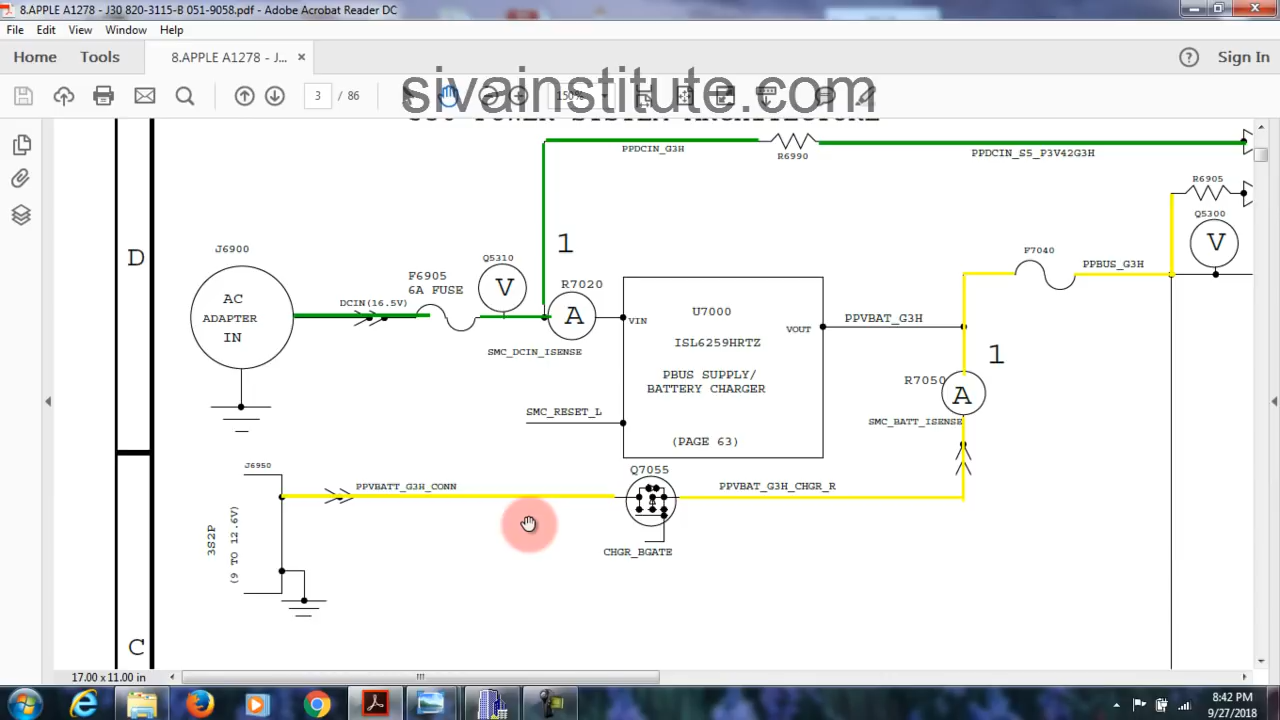 8.APPLE A1278 - J30 820-3115-B 051-9058.pdf - Adobe Acrobat Reader DC
File Edit View Window Help
Home Tools 8.APPLE A1278 - J... × ? Sign In
sivainstitute.com
3 / 86 150%
PPDCIN_G3H
R6990
PPDCIN_S5_P3V42G3H
R6905
D
J6900
AC
ADAPTER
IN
DCIN(16.5V)
F6905
6A FUSE
Q5310
V
1
R7020
A
SMC_DCIN_ISENSE
VIN
U7000
ISL6259HRTZ
PBUS SUPPLY/
BATTERY CHARGER
(PAGE 63)
VOUT
PPVBAT_G3H
F7040
PPBUS_G3H
Q5300
V
1
R7050
A
SMC_BATT_ISENSE
SMC_RESET_L
J6950
PPVBATT_G3H_CONN
Q7055
PPVBAT_G3H_CHGR_R
CHGR_BGATE
3S2P
(9 TO 12.6V)
C
17.00 x 11.00 in
8:42 PM
9/27/2018